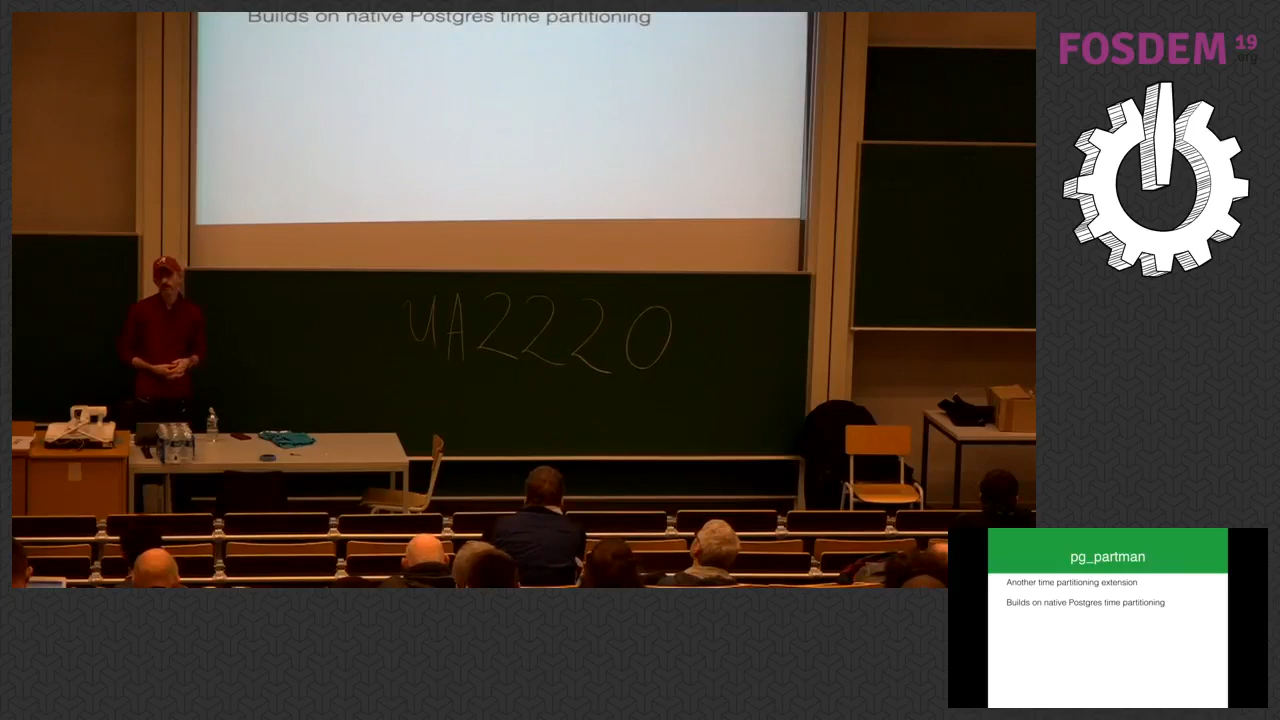 Builds on native Postgres time partitioning
UA2220
FOSDEM 19
.org
pg_partman
Another time partitioning extension
Builds on native Postgres time partitioning